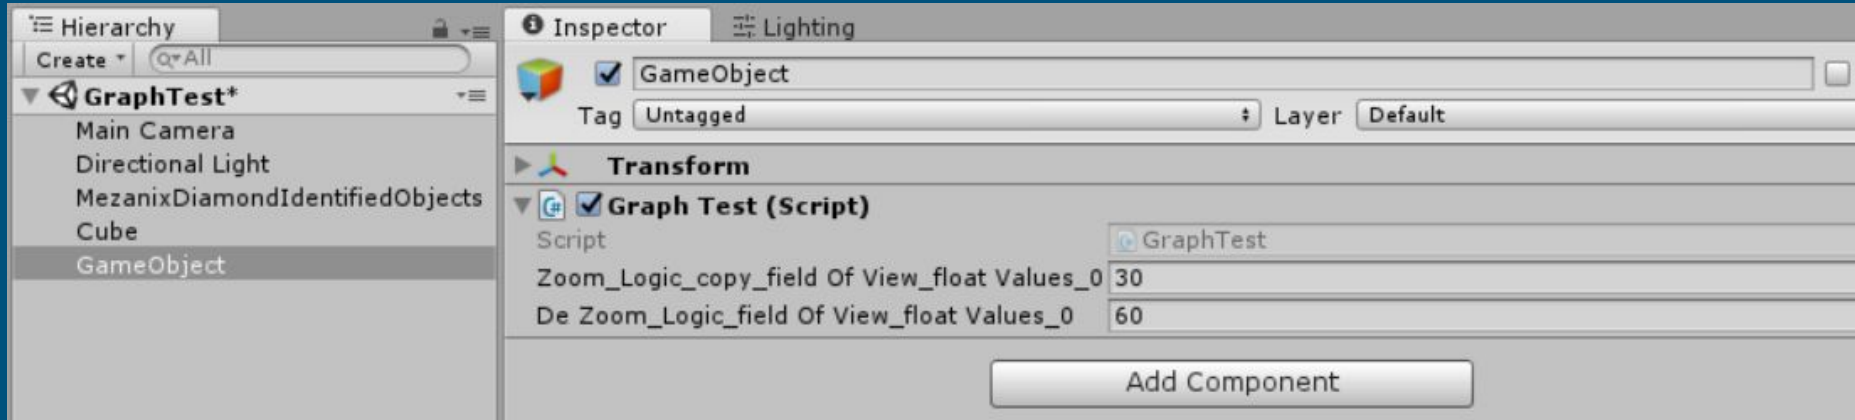 Hierarchy
Create All
GraphTest*
Main Camera
Directional Light
MezanixDiamondIdentifiedObjects
Cube
GameObject
Inspector Lighting
GameObject
Tag Untagged Layer Default
Transform
Graph Test (Script)
Script GraphTest
Zoom_Logic_copy_field Of View_float Values_0 30
De Zoom_Logic_field Of View_float Values_0 60
Add Component